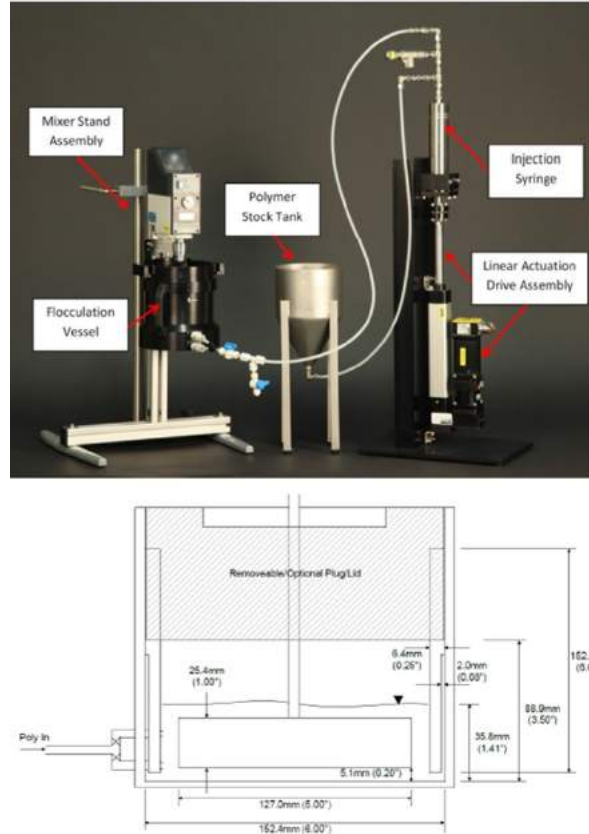 Mixer Stand
Assembly
Injection
Syringe
Polymer
Stock Tank
Linear Actuation
Drive Assembly
Flocculation
Vessel
Removeable/Optional Plug/Lid
6.4mm
(0.25")
2.0mm
(0.08")
152.
25.4mm
(1.00")
88.9mm
(3.50")
35.8mm
(1.41")
Poly In
5.1mm (0.20")
127.0mm (5.00")
152.4mm (6.00")